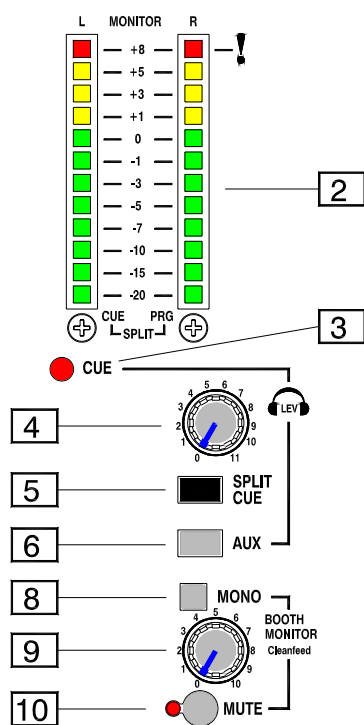 L MONITOR R
+8 !
+5
+3
+1
0
-1
-3
-5
-7
-10
-15
-20
2
CUE PRG
SPLIT
3
CUE
LEV
4
0 1 2 3 4 5 6 7 8 9 10 11
5
SPLIT
CUE
6
AUX
8
MONO
BOOTH
MONITOR
Cleanfeed
9
0 1 2 3 4 5 6 7 8 9 10
10
MUTE